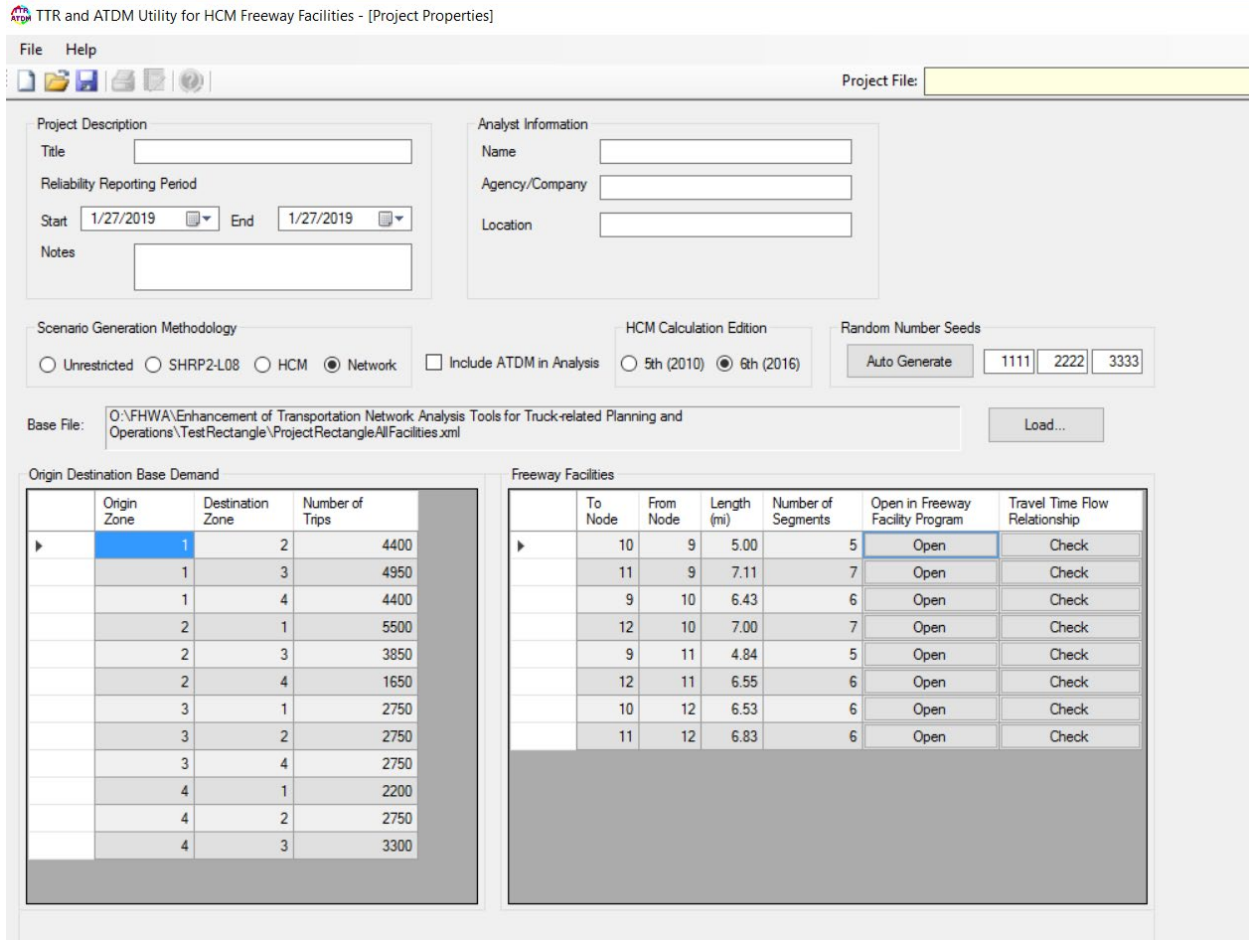 TTR ATDM TTR and ATDM Utility for HCM Freeway Facilities - [Project Properties]
File Help
Project File:
Project Description
Title
Reliability Reporting Period
Start 1/27/2019 End 1/27/2019
Notes
Analyst Information
Name
Agency/Company
Location
Scenario Generation Methodology
Unrestricted SHRP2-L08 HCM Network
Include ATDM in Analysis
HCM Calculation Edition
5th (2010) 6th (2016)
Random Number Seeds
Auto Generate 1111 2222 3333
Base File: O:\FHWA\Enhancement of Transportation Network Analysis Tools for Truck-related Planning and
Operations\TestRectangle\ProjectRectangleAllFacilities.xml
Load...
Origin Destination Base Demand
Origin Destination Number of
Zone Zone Trips
1 2 4400
1 3 4950
1 4 4400
2 1 5500
2 3 3850
2 4 1650
3 1 2750
3 2 2750
3 4 2750
4 1 2200
4 2 2750
4 3 3300
Freeway Facilities
To From Length Number of Open in Freeway Travel Time Flow
Node Node (mi) Segments Facility Program Relationship
10 9 5.00 5 Open Check
11 9 7.11 7 Open Check
9 10 6.43 6 Open Check
12 10 7.00 7 Open Check
9 11 4.84 5 Open Check
12 11 6.55 6 Open Check
10 12 6.53 6 Open Check
11 12 6.83 6 Open Check